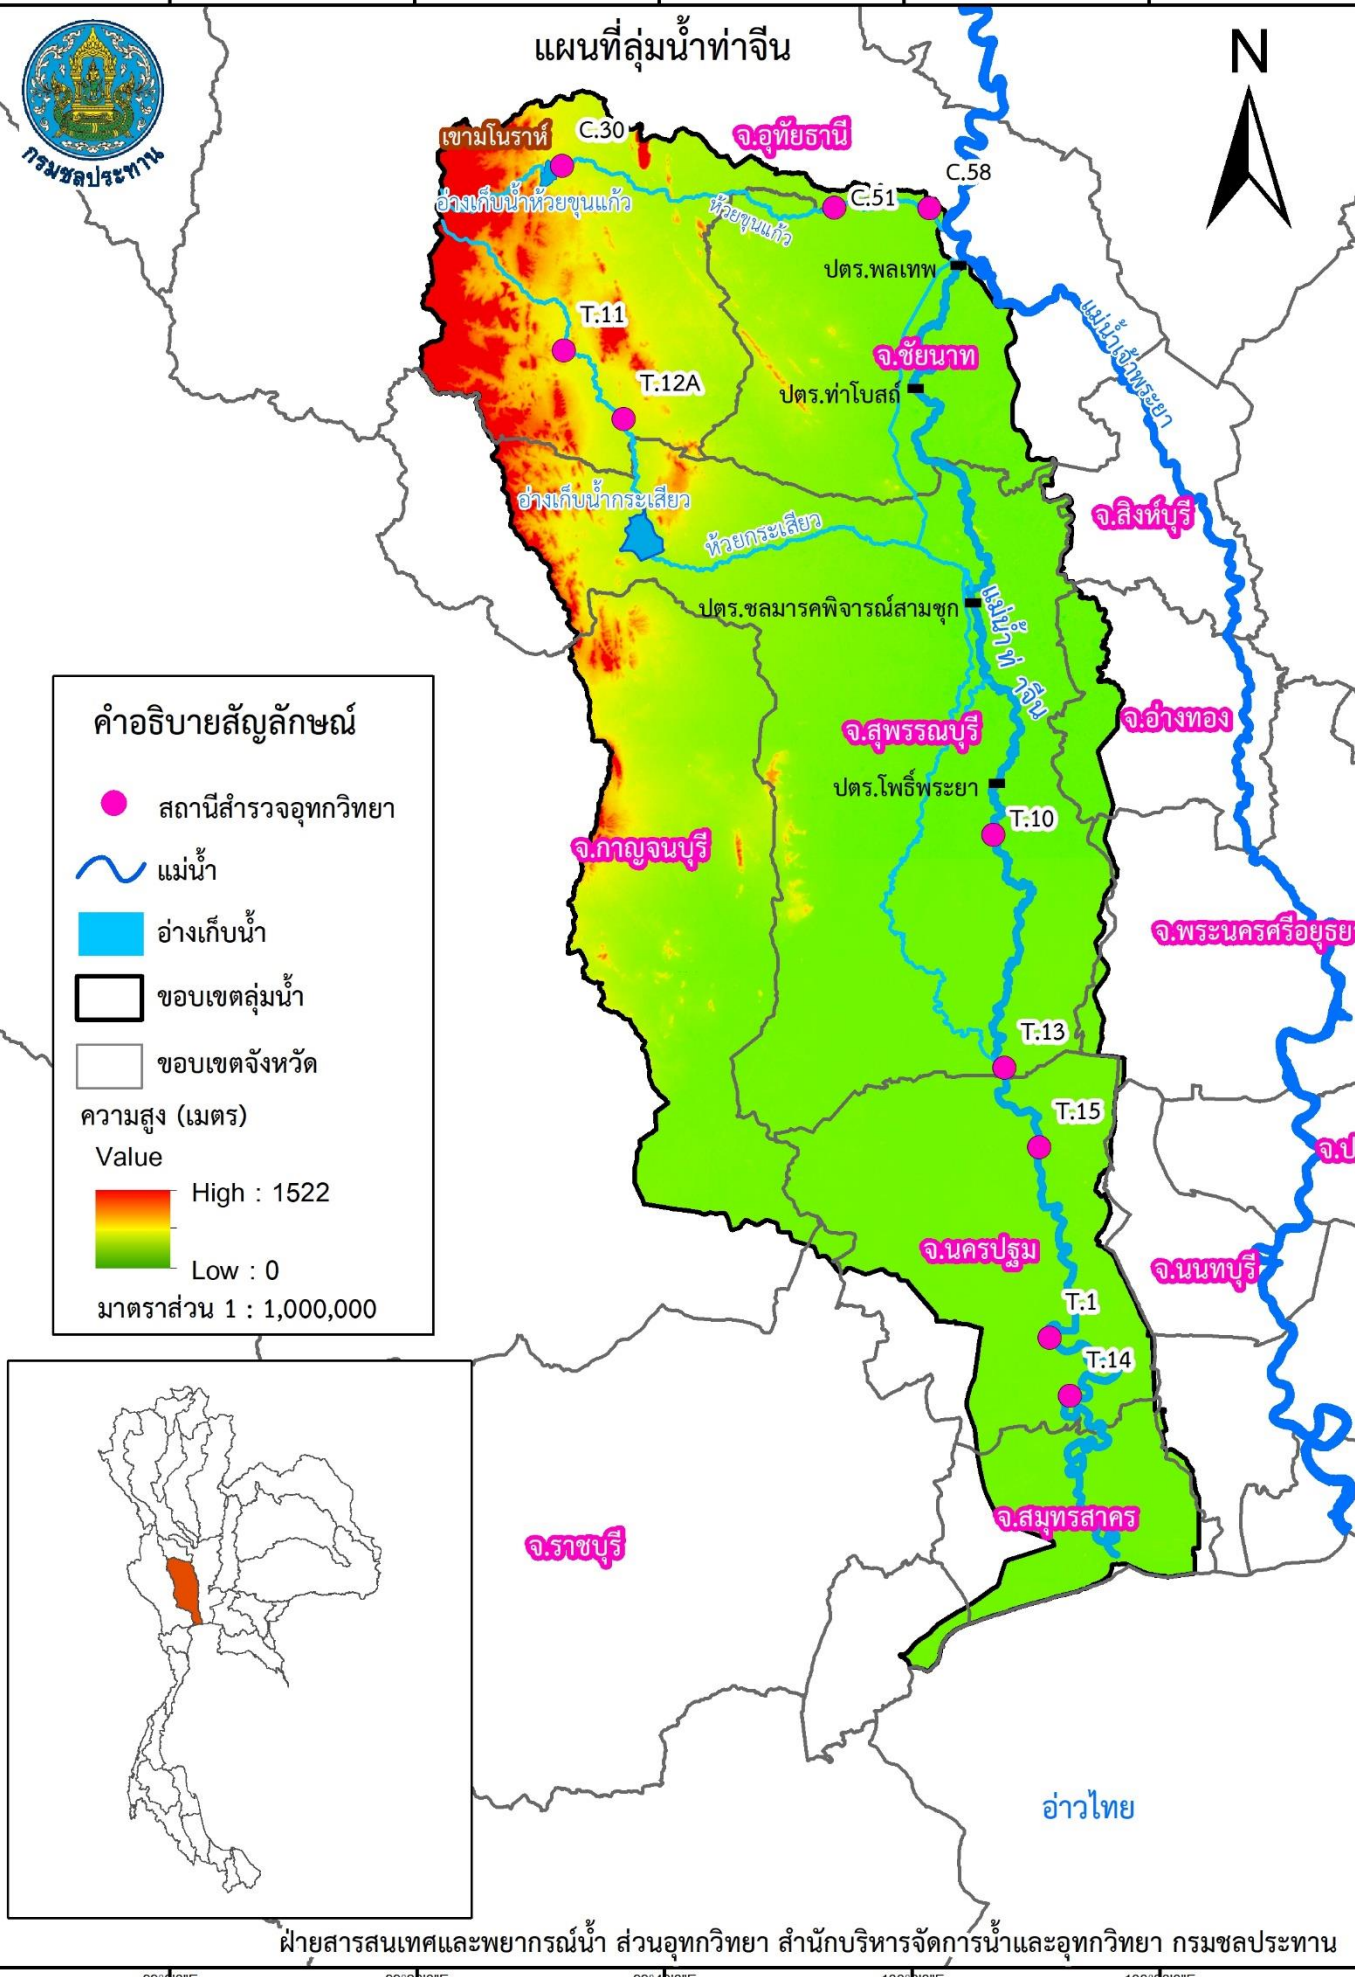 แผนที่ลุ่มน้ำท่าจีน
N
กรมชลประทาน
เขามโนราห์
C.30
จ.อุทัยธานี
C.58
อ่างเก็บน้ำห้วยขุนแก้ว
ห้วยขุนแก้ว
C.51
ปตร.พลเทพ
แม่น้ำเจ้าพระยา
T.11
จ.ชัยนาท
T.12A
ปตร.ท่าโบสถ์
อ่างเก็บน้ำกระเสียว
ห้วยกระเสียว
จ.สิงห์บุรี
ปตร.ชลมารคพิจารณ์สามชุก
แม่น้ำท่าจีน
จ.อ่างทอง
จ.สุพรรณบุรี
ปตร.โพธิ์พระยา
T.10
จ.กาญจนบุรี
จ.พระนครศรีอยุธย
T.13
T.15
จ.ป
จ.นครปฐม
จ.นนทบุรี
T.1
T.14
จ.สมุทรสาคร
จ.ราชบุรี
อ่าวไทย
คำอธิบายสัญลักษณ์
สถานีสำรวจอุทกวิทยา
แม่น้ำ
อ่างเก็บน้ำ
ขอบเขตลุ่มน้ำ
ขอบเขตจังหวัด
ความสูง (เมตร)
Value
High : 1522
Low : 0
มาตราส่วน 1 : 1,000,000
ฝ่ายสารสนเทศและพยากรณ์น้ำ ส่วนอุทกวิทยา สำนักบริหารจัดการน้ำและอุทกวิทยา กรมชลประทาน